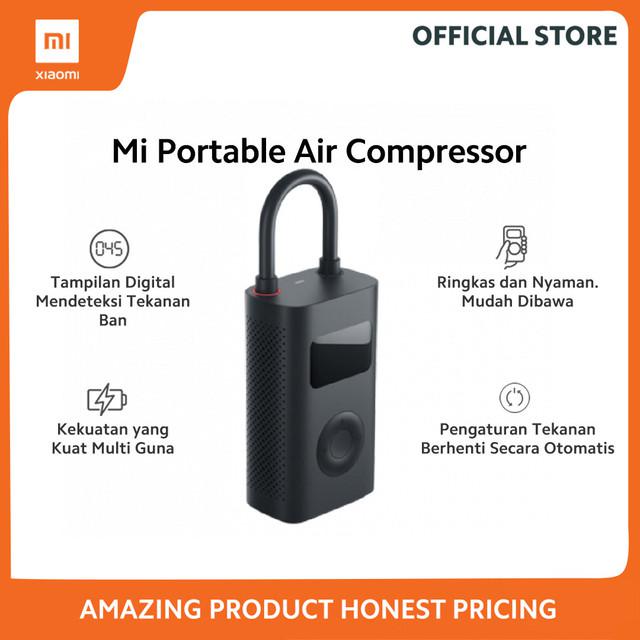 mi
xiaomi
OFFICIAL STORE
Mi Portable Air Compressor
045
Tampilan Digital
Mendeteksi Tekanan
Ban
Ringkas dan Nyaman.
Mudah Dibawa
Kekuatan yang
Kuat Multi Guna
Pengaturan Tekanan
Berhenti Secara Otomatis
AMAZING PRODUCT HONEST PRICING